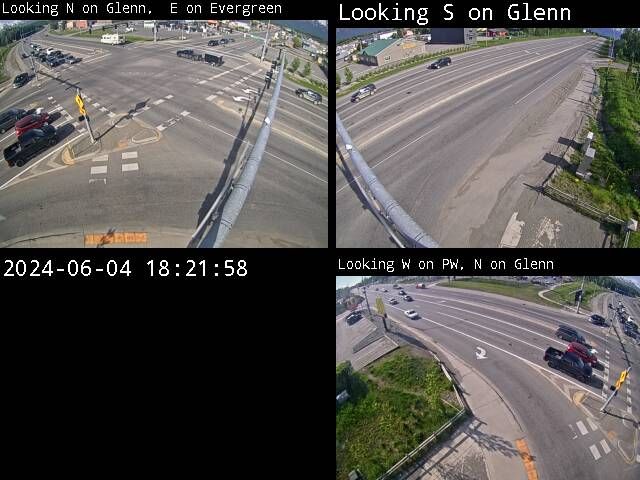 Looking N on Glenn, E on Evergreen
Looking S on Glenn
2024-06-04 18:21:58
Looking W on PW, N on Glenn